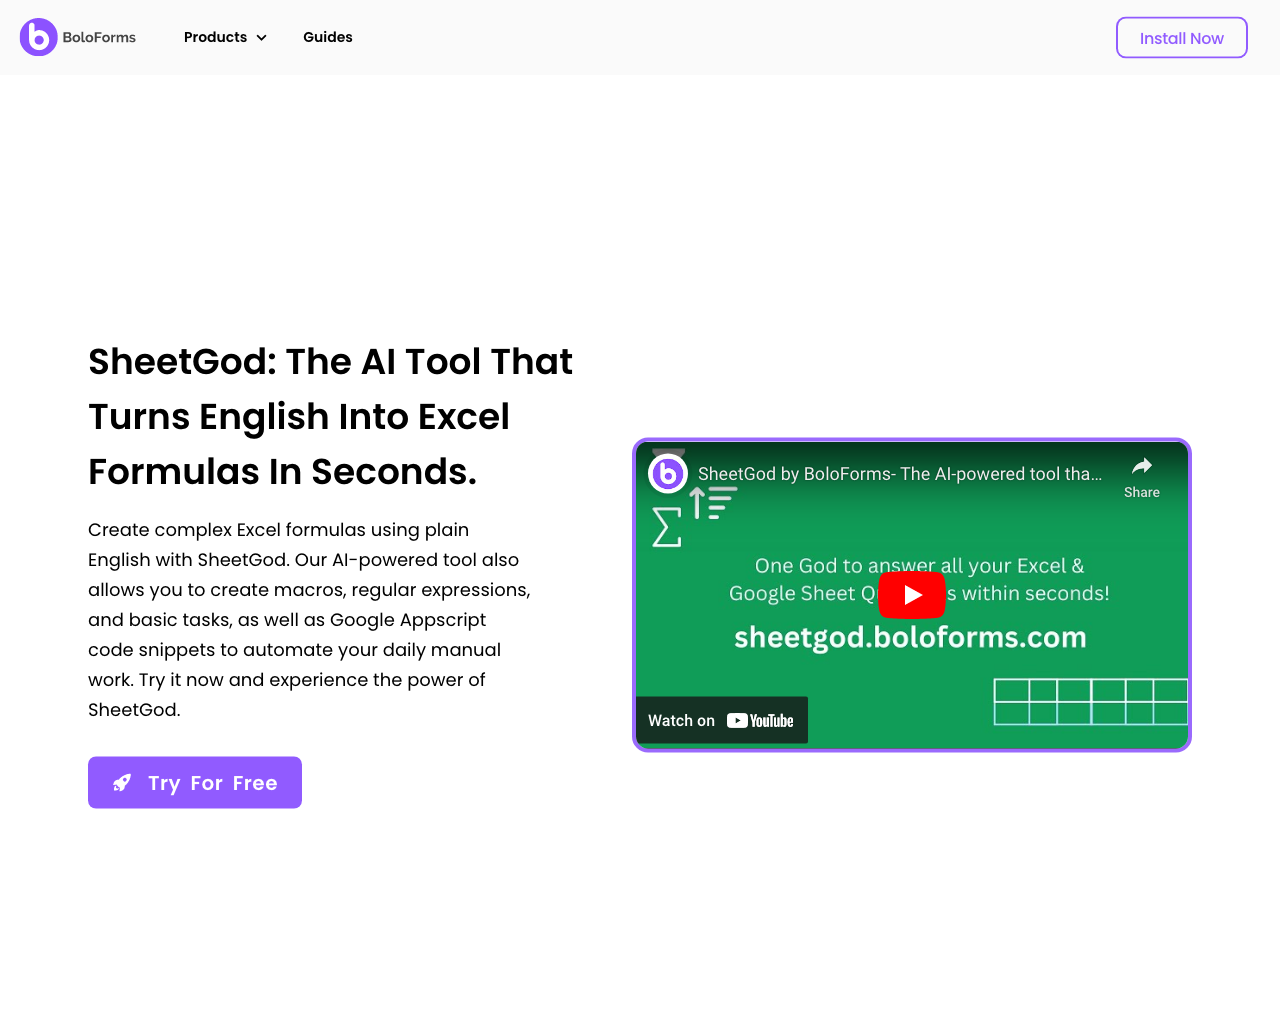 BoloForms
Products
Guides
Install Now
SheetGod: The AI Tool That
Turns English Into Excel
Formulas In Seconds.
Create complex Excel formulas using plain
English with SheetGod. Our AI-powered tool also
allows you to create macros, regular expressions,
and basic tasks, as well as Google Appscript
code snippets to automate your daily manual
work. Try it now and experience the power of
SheetGod.
Try For Free
SheetGod by BoloForms- The AI-powered tool tha...
Share
One God to answer all your Excel &
Google Sheet within seconds!
sheetgod.boloforms.com
Watch on YouTube